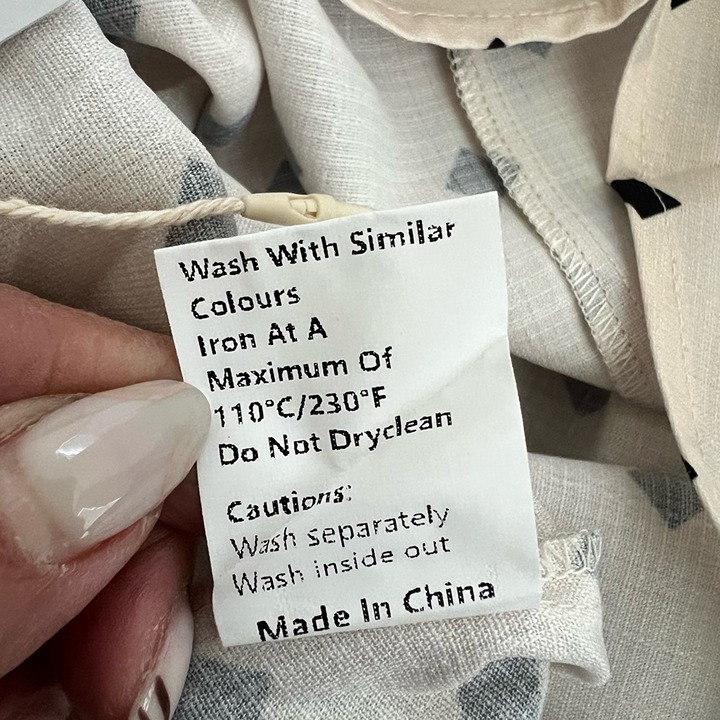 Wash With Similar
Colours
Iron At A
Maximum Of
110°C/230°F
Do Not Dryclean
Cautions:
Wash separately
Wash inside out
Made In China